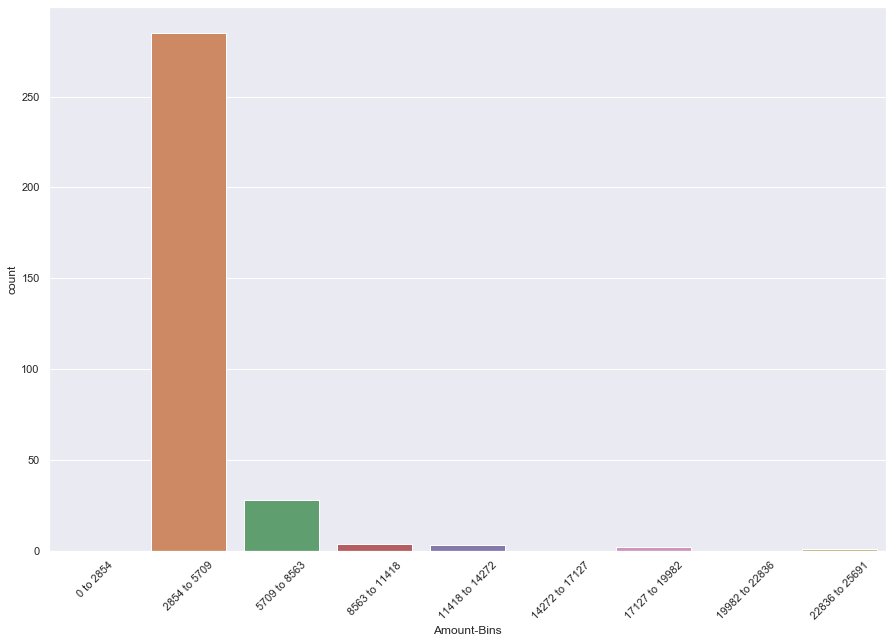 count
250
200
150
100
50
0
0 to 2854
2854 to 5709
5709 to 8563
8563 to 11418
11418 to 14272
14272 to 17127
17127 to 19982
19982 to 22836
22836 to 25691
Amount-Bins